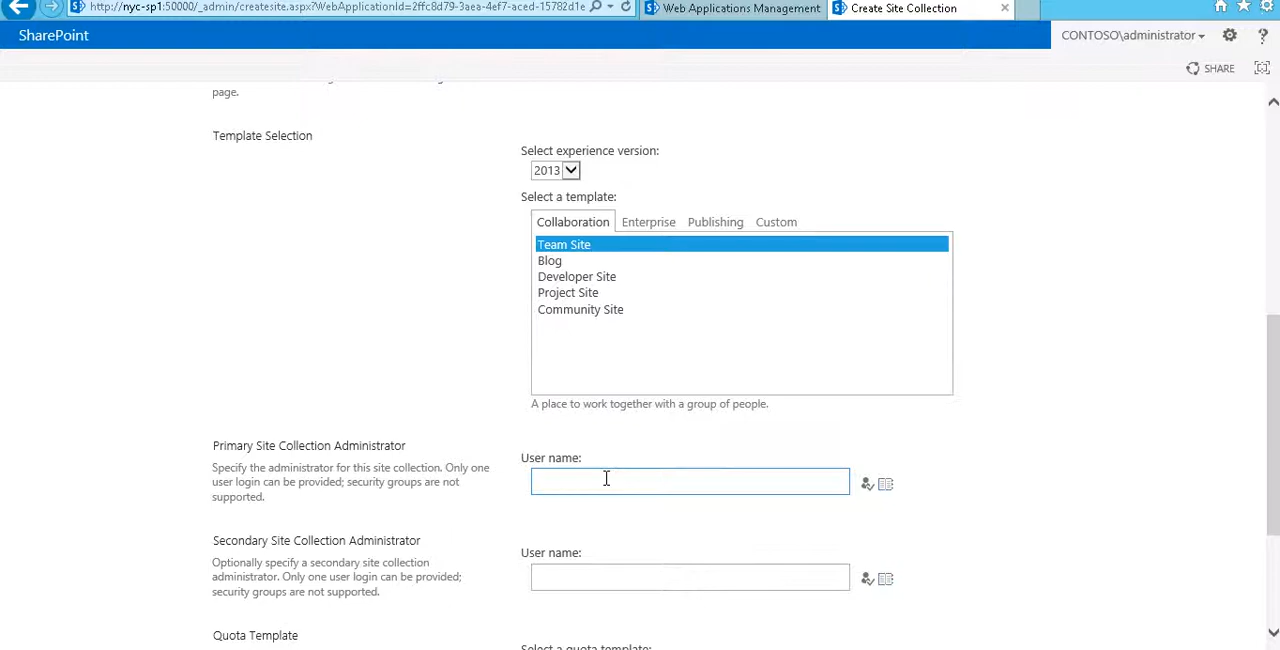 http://nyc-sp1:50000/_admin/createsite.aspx?WebApplicationId=2ffc8d79-3aea-4ef7-aced-15782d1e
Web Applications Management
Create Site Collection
SharePoint
CONTOSO\administrator
SHARE
page.
Template Selection
Select experience version:
2013
Select a template:
Collaboration Enterprise Publishing Custom
Team Site
Blog
Developer Site
Project Site
Community Site
A place to work together with a group of people.
Primary Site Collection Administrator
Specify the administrator for this site collection. Only one
user login can be provided; security groups are not
supported.
User name:
Secondary Site Collection Administrator
Optionally specify a secondary site collection
administrator. Only one user login can be provided;
security groups are not supported.
User name:
Quota Template
Select a quota template: